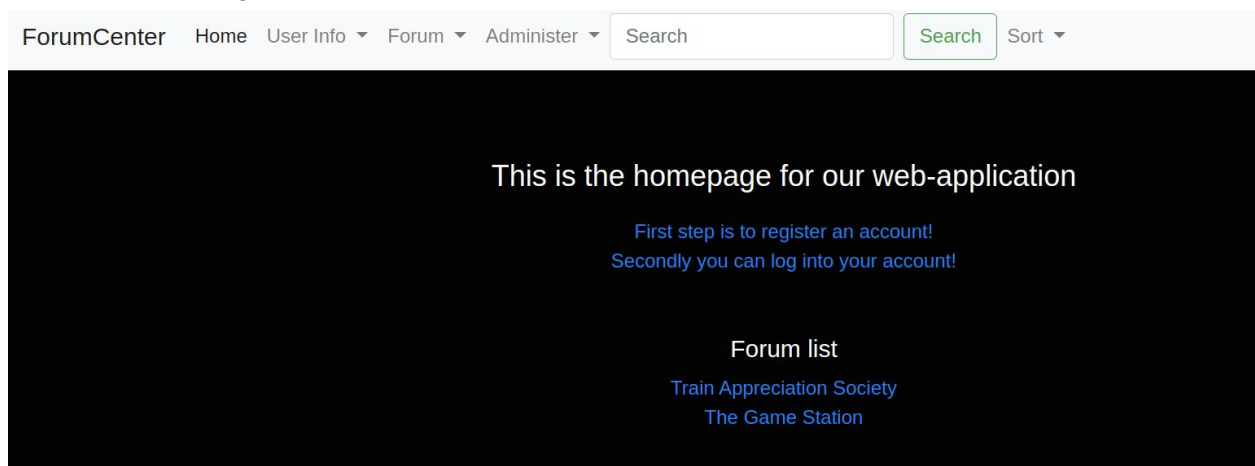 ForumCenter Home User Info Forum Administer Search Search Sort
This is the homepage for our web-application
First step is to register an account!
Secondly you can log into your account!
Forum list
Train Appreciation Society
The Game Station